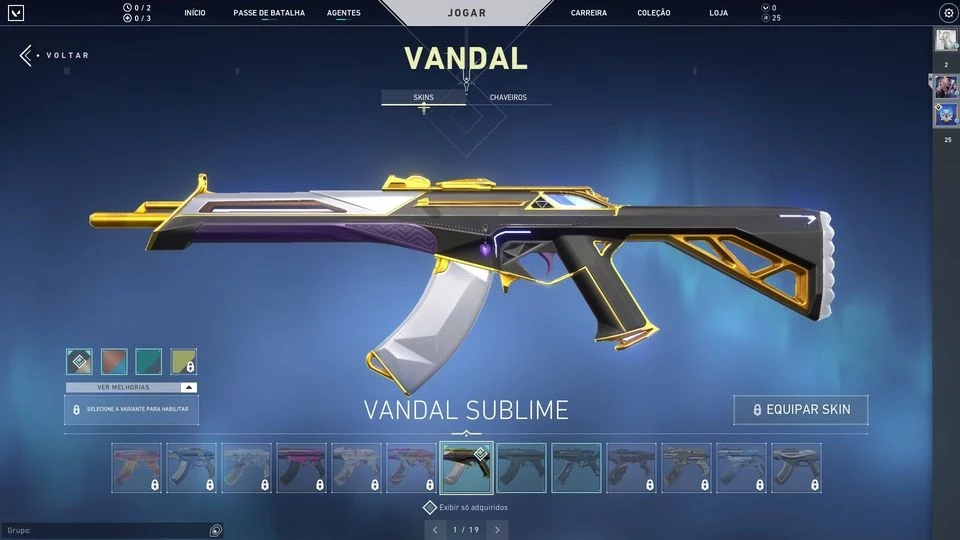 0 / 2
0 / 3
INÍCIO
PASSE DE BATALHA
AGENTES
JOGAR
CARREIRA
COLEÇÃO
LOJA
0
25
VOLTAR
VANDAL
2
SKINS
CHAVEIROS
25
VER MELHORIAS
SELECIONE A VARIANTE PARA HABILITAR
VANDAL SUBLIME
EQUIPAR SKIN
Exibir só adquiridos
Grupo:
1 / 19